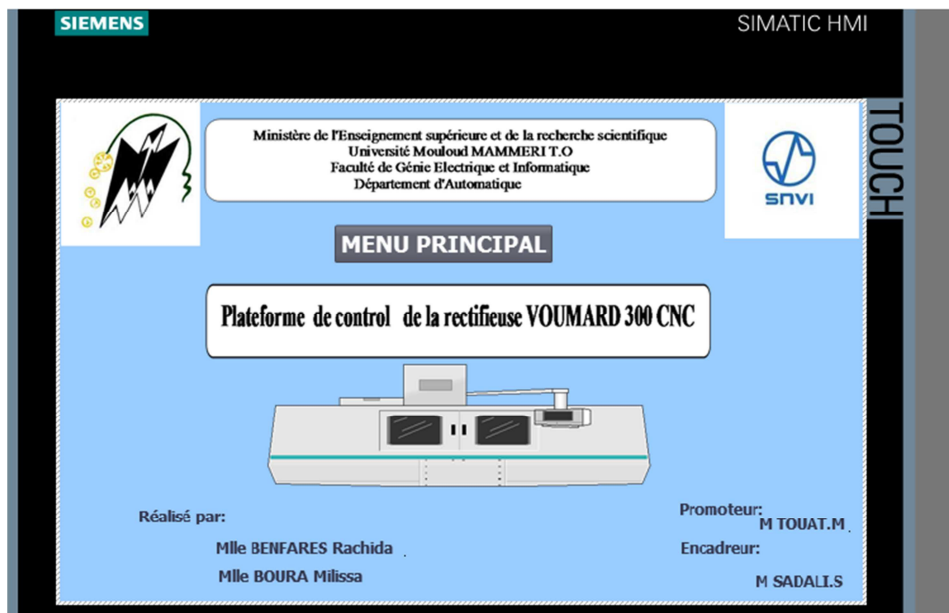 SIEMENS
SIMATIC HMI
TOUCH
Ministère de l'Enseignement supérieure et de la recherche scientifique
Université Mouloud MAMMERI T.O
Faculté de Génie Electrique et Informatique
Département d'Automatique
snvi
MENU PRINCIPAL
Plateforme de control de la rectifieuse VOUMARD 300 CNC
Réalisé par:
Mlle BENFARES Rachida .
Mlle BOURA Milissa
Promoteur:
M TOUAT.M .
Encadreur:
M SADALI.S